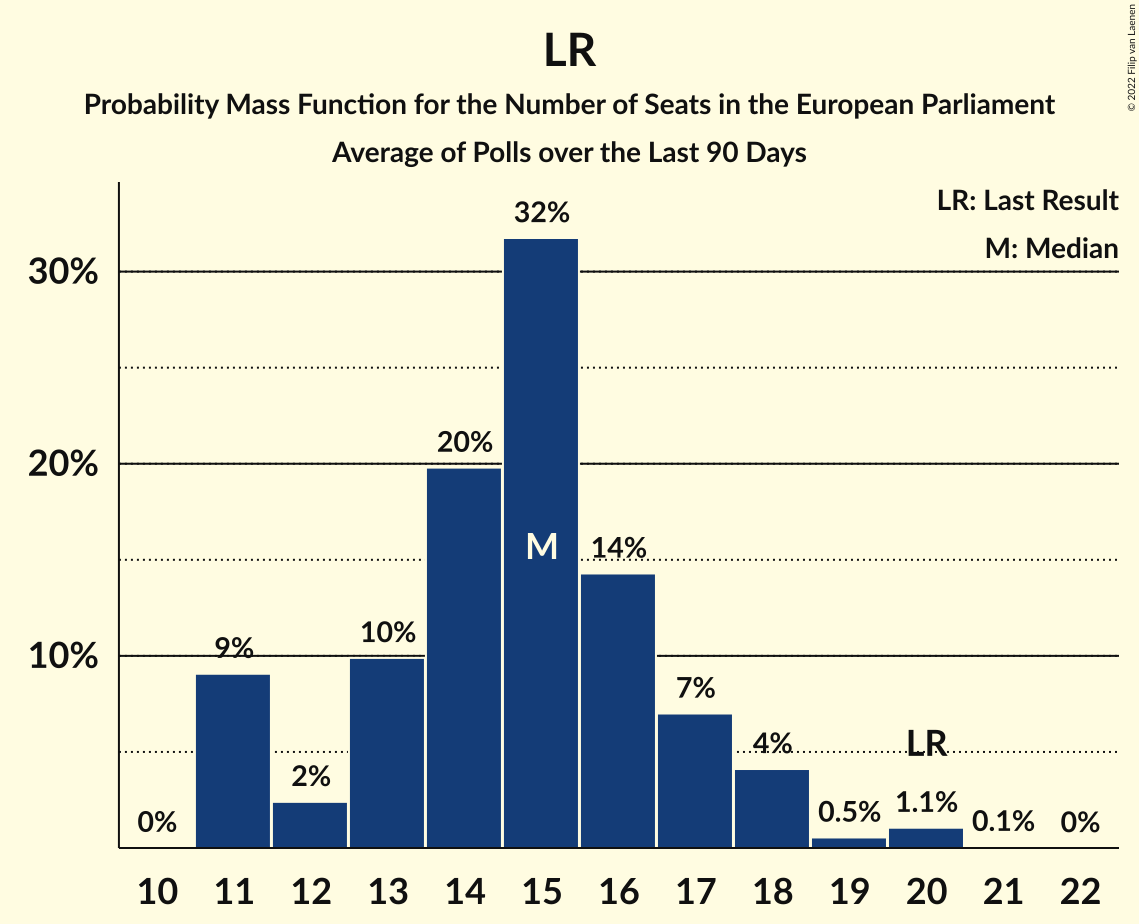 LR
Probability Mass Function for the Number of Seats in the European Parliament
Average of Polls over the Last 90 Days
© 2022 Filip van Laenen
LR: Last Result
M: Median
30%
20%
10%
0%
9%
2%
10%
20%
32%
M
14%
7%
4%
0.5%
LR
1.1%
0.1%
0%
10 11 12 13 14 15 16 17 18 19 20 21 22